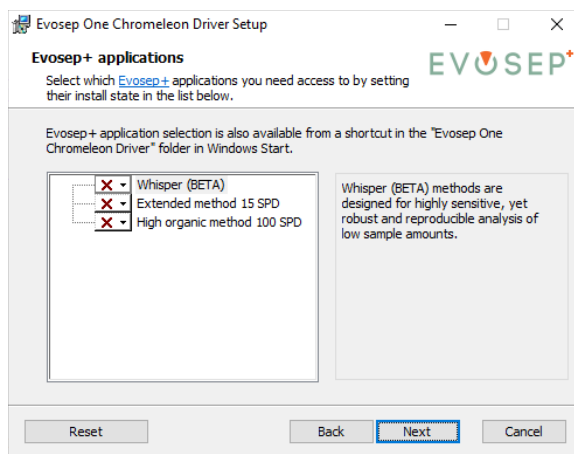 Evosep One Chromeleon Driver Setup
Evosep+ applications
Select which Evosep+ applications you need access to by setting
their install state in the list below.
EVOSEP+
Evosep+ application selection is also available from a shortcut in the "Evosep One
Chromeleon Driver" folder in Windows Start.
Whisper (BETA)
Extended method 15 SPD
High organic method 100 SPD
Whisper (BETA) methods are
designed for highly sensitive, yet
robust and reproducible analysis of
low sample amounts.
Reset
Back
Next
Cancel